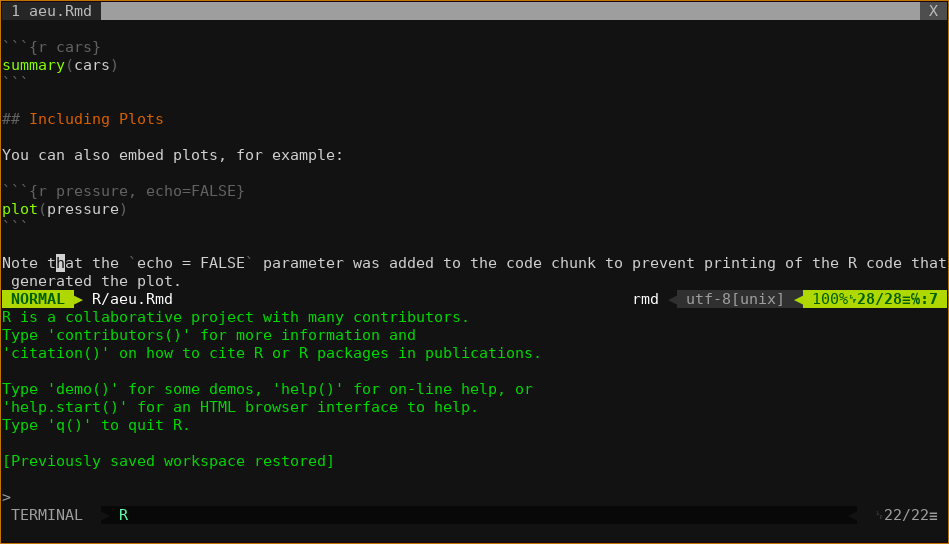 1 aeu.Rmd X
```{r cars}
summary(cars)
```
## Including Plots
You can also embed plots, for example:
```{r pressure, echo=FALSE}
plot(pressure)
```
Note that the `echo = FALSE` parameter was added to the code chunk to prevent printing of the R code that
generated the plot.
NORMAL R/aeu.Rmd rmd utf-8[unix] 100%␊28/28≡℅:7
R is a collaborative project with many contributors.
Type 'contributors()' for more information and
'citation()' on how to cite R or R packages in publications.
Type 'demo()' for some demos, 'help()' for on-line help, or
'help.start()' for an HTML browser interface to help.
Type 'q()' to quit R.
[Previously saved workspace restored]
>
TERMINAL R ␊22/22≡